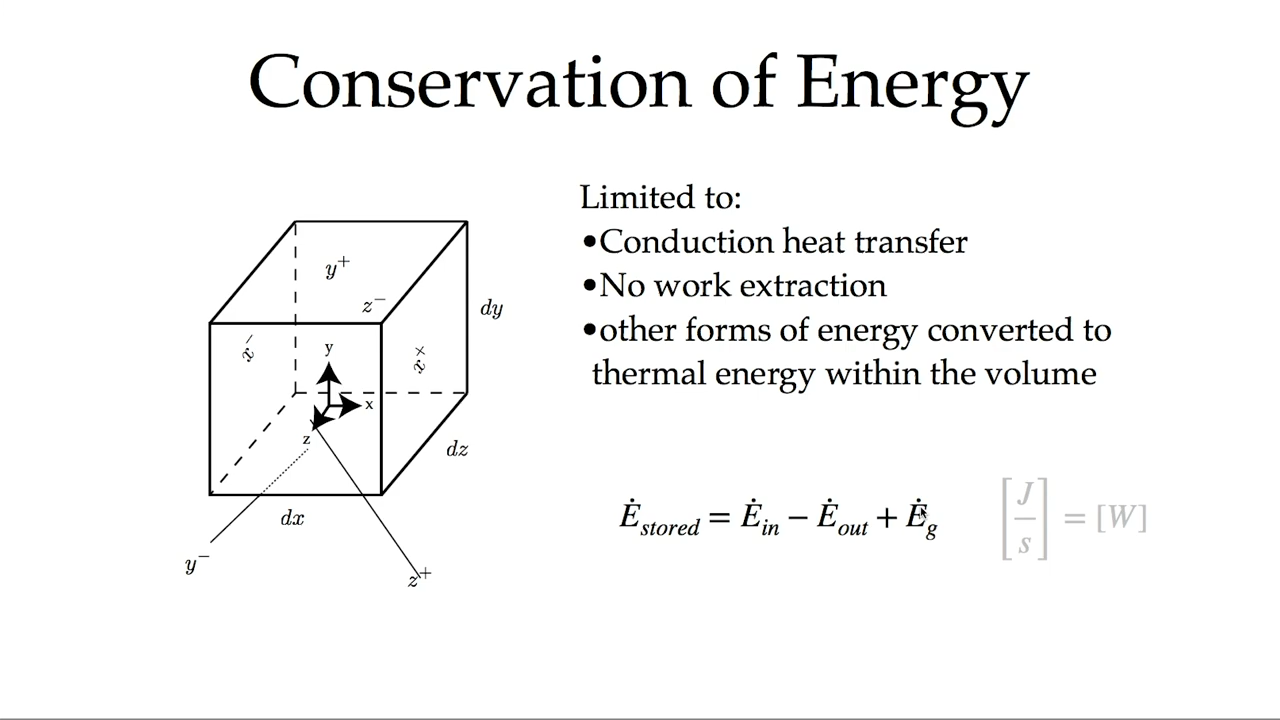 Conservation of Energy
Limited to:
•Conduction heat transfer
•No work extraction
•other forms of energy converted to
thermal energy within the volume
y⁺
z⁻
dy
x⁻
x⁺
y
x
z
dz
dx
y⁻
z⁺
Ė_stored = Ė_in − Ė_out + Ė_g [J/s] = [W]